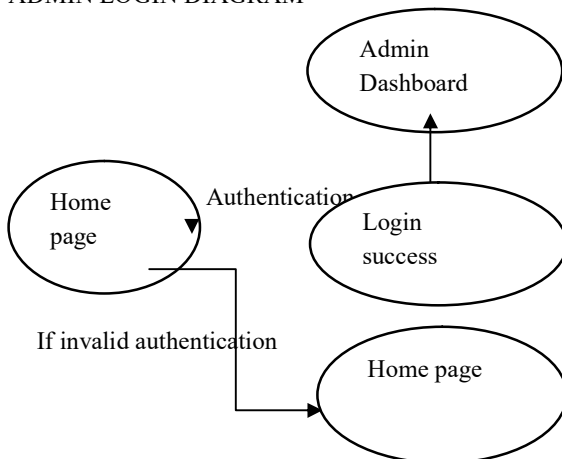 ADMIN LOGIN DIAGRAM
Admin
Dashboard
Home
page
Authentication
Login
success
If invalid authentication
Home page